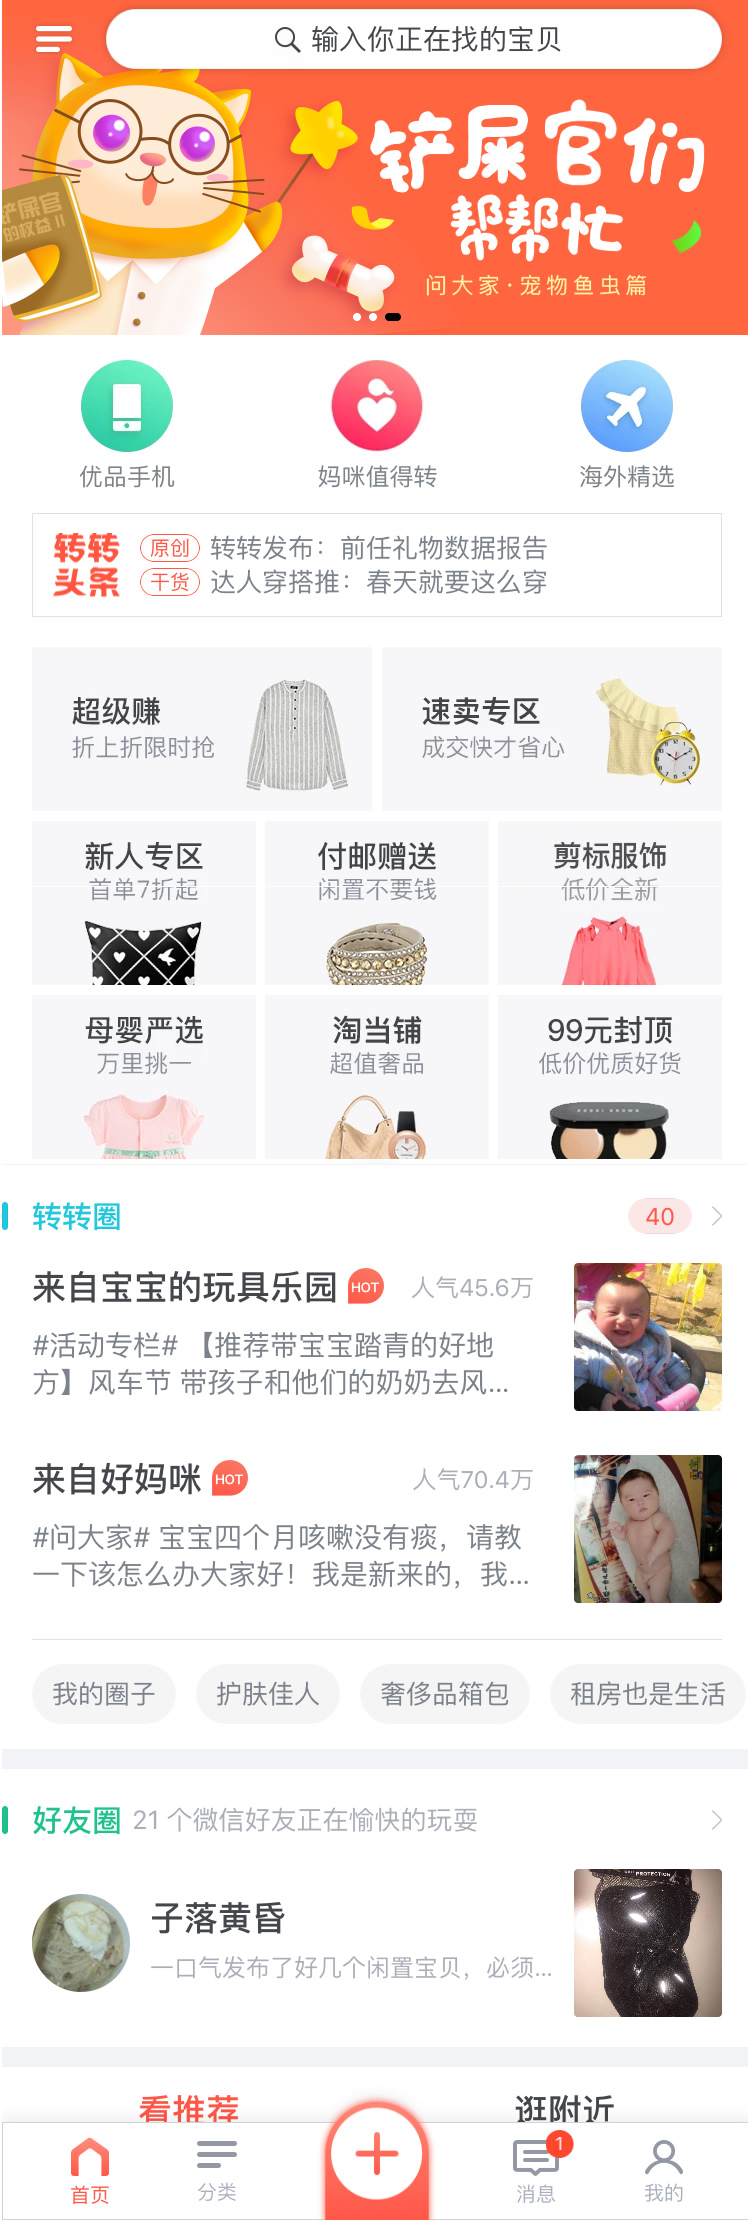 输入你正在找的宝贝
铲屎官们
帮帮忙
问大家·宠物鱼虫篇
铲屎官
的权益II
优品手机
妈咪值得转
海外精选
转转
头条
原创 转转发布：前任礼物数据报告
干货 达人穿搭推：春天就要这么穿
超级赚
折上折限时抢
速卖专区
成交快才省心
新人专区
首单7折起
付邮赠送
闲置不要钱
剪标服饰
低价全新
母婴严选
万里挑一
淘当铺
超值奢品
99元封顶
低价优质好货
转转圈 40
来自宝宝的玩具乐园 HOT 人气45.6万
#活动专栏# 【推荐带宝宝踏青的好地
方】风车节 带孩子和他们的奶奶去风...
来自好妈咪 HOT 人气70.4万
#问大家# 宝宝四个月咳嗽没有痰，请教
一下该怎么办大家好！我是新来的，我...
我的圈子 护肤佳人 奢侈品箱包 租房也是生活
好友圈 21 个微信好友正在愉快的玩耍
子落黄昏
一口气发布了好几个闲置宝贝，必须...
PROTECTION
看推荐 逛附近
1
首页 分类 消息 我的